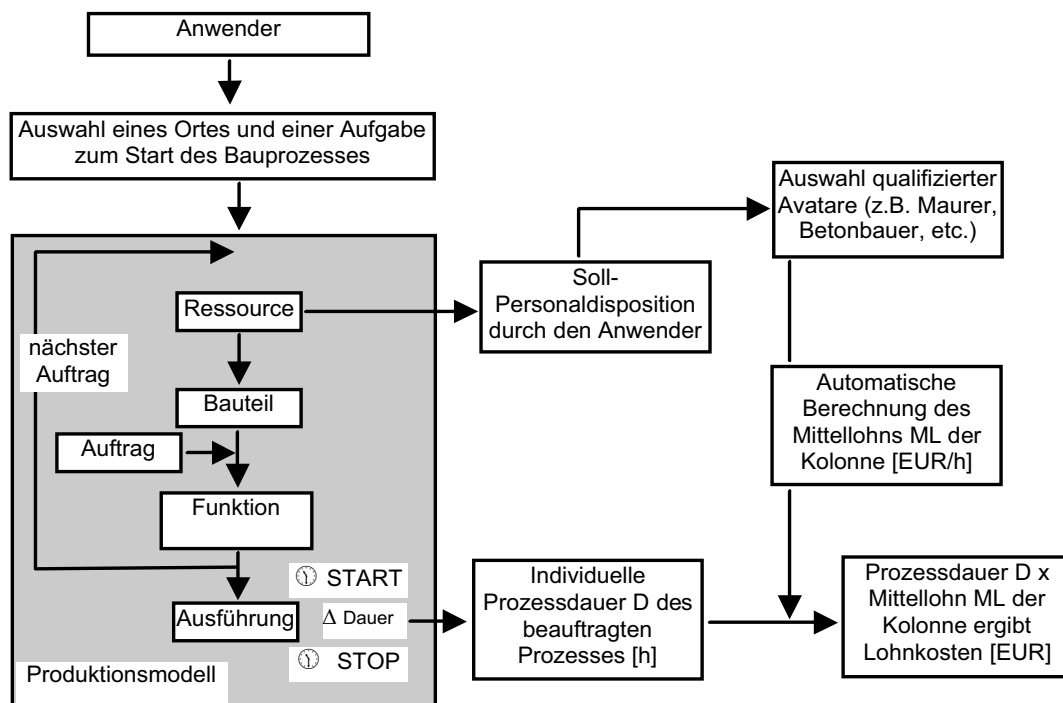 Anwender
Auswahl eines Ortes und einer Aufgabe
zum Start des Bauprozesses
Auswahl qualifizierter
Avatare (z.B. Maurer,
Betonbauer, etc.)
Soll-
Personaldisposition
durch den Anwender
Ressource
nächster
Auftrag
Bauteil
Auftrag
Funktion
Automatische
Berechnung des
Mittellohns ML der
Kolonne [EUR/h]
START
Ausführung
Δ Dauer
STOP
Produktionsmodell
Individuelle
Prozessdauer D des
beauftragten
Prozesses [h]
Prozessdauer D x
Mittellohn ML der
Kolonne ergibt
Lohnkosten [EUR]